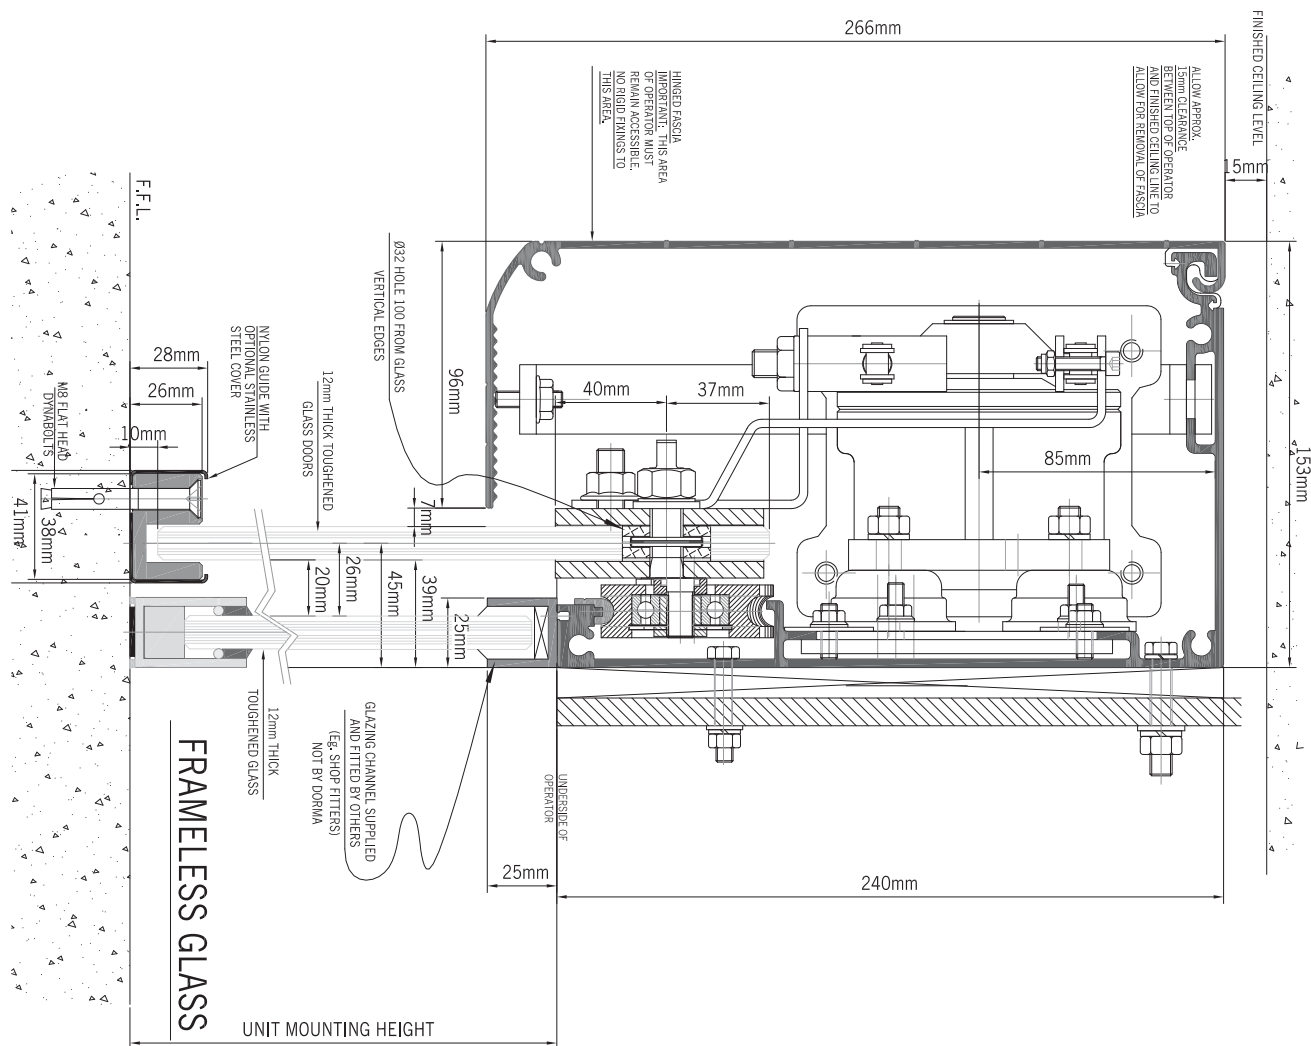 FINISHED CEILING LEVEL
266mm
ALLOW APPROX.
15mm CLEARANCE
BETWEEN TOP OF OPERATOR
AND FINISHED CEILING LINE TO
ALLOW FOR REMOVAL OF FASCIA
15mm
HINGED FASCIA
IMPORTANT: THIS AREA
OF OPERATOR MUST
REMAIN ACCESSIBLE.
NO RIGID FIXINGS TO
THIS AREA.
F.F.L.
Ø32 HOLE 100 FROM GLASS
VERTICAL EDGES
NYLON GUIDE WITH
OPTIONAL STAINLESS
STEEL COVER
12mm THICK TOUGHENED
GLASS DOORS
M8 FLAT HEAD
DYNABOLTS
28mm
26mm
10mm
96mm
40mm
37mm
85mm
153mm
41mm
38mm
7mm
20mm
26mm
45mm
39mm
25mm
12mm THICK
TOUGHENED GLASS
GLAZING CHANNEL SUPPLIED
AND FITTED BY OTHERS
(Eg. SHOP FITTERS)
NOT BY DORMA
UNDERSIDE OF
OPERATOR
25mm
240mm
FRAMELESS GLASS
UNIT MOUNTING HEIGHT